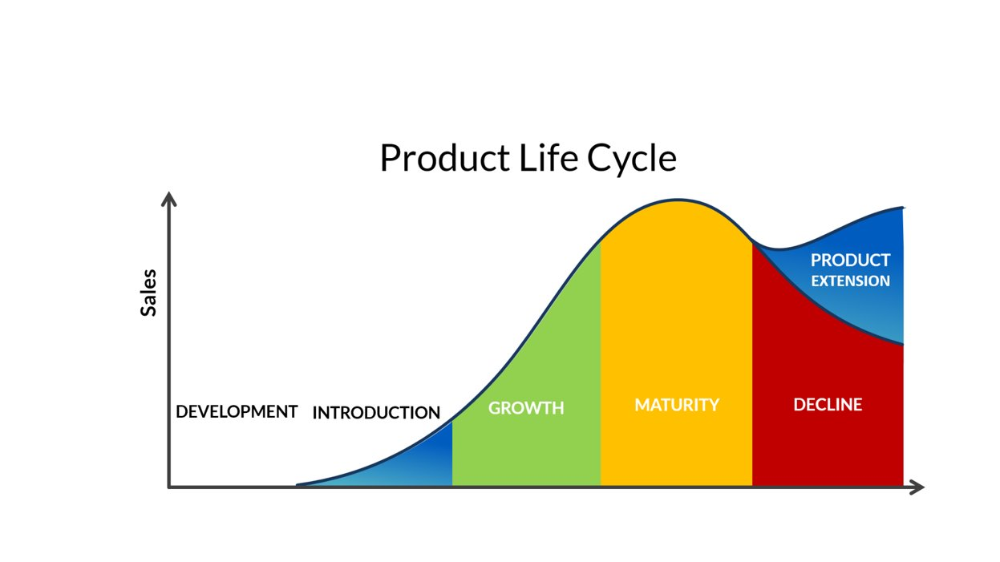 Product Life Cycle
Sales
DEVELOPMENT
INTRODUCTION
GROWTH
MATURITY
DECLINE
PRODUCT
EXTENSION